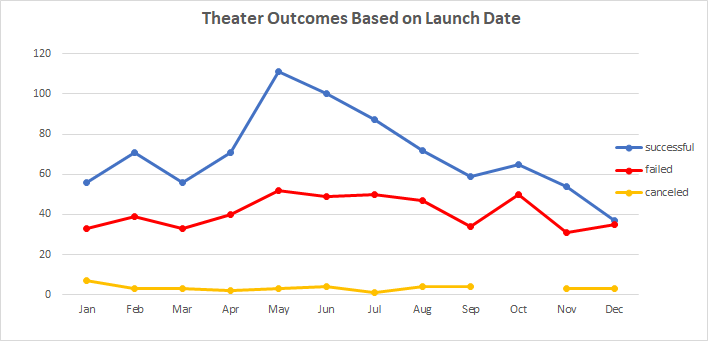 Theater Outcomes Based on Launch Date
120
100
80
60
40
20
0
Jan Feb Mar Apr May Jun Jul Aug Sep Oct Nov Dec
successful
failed
canceled